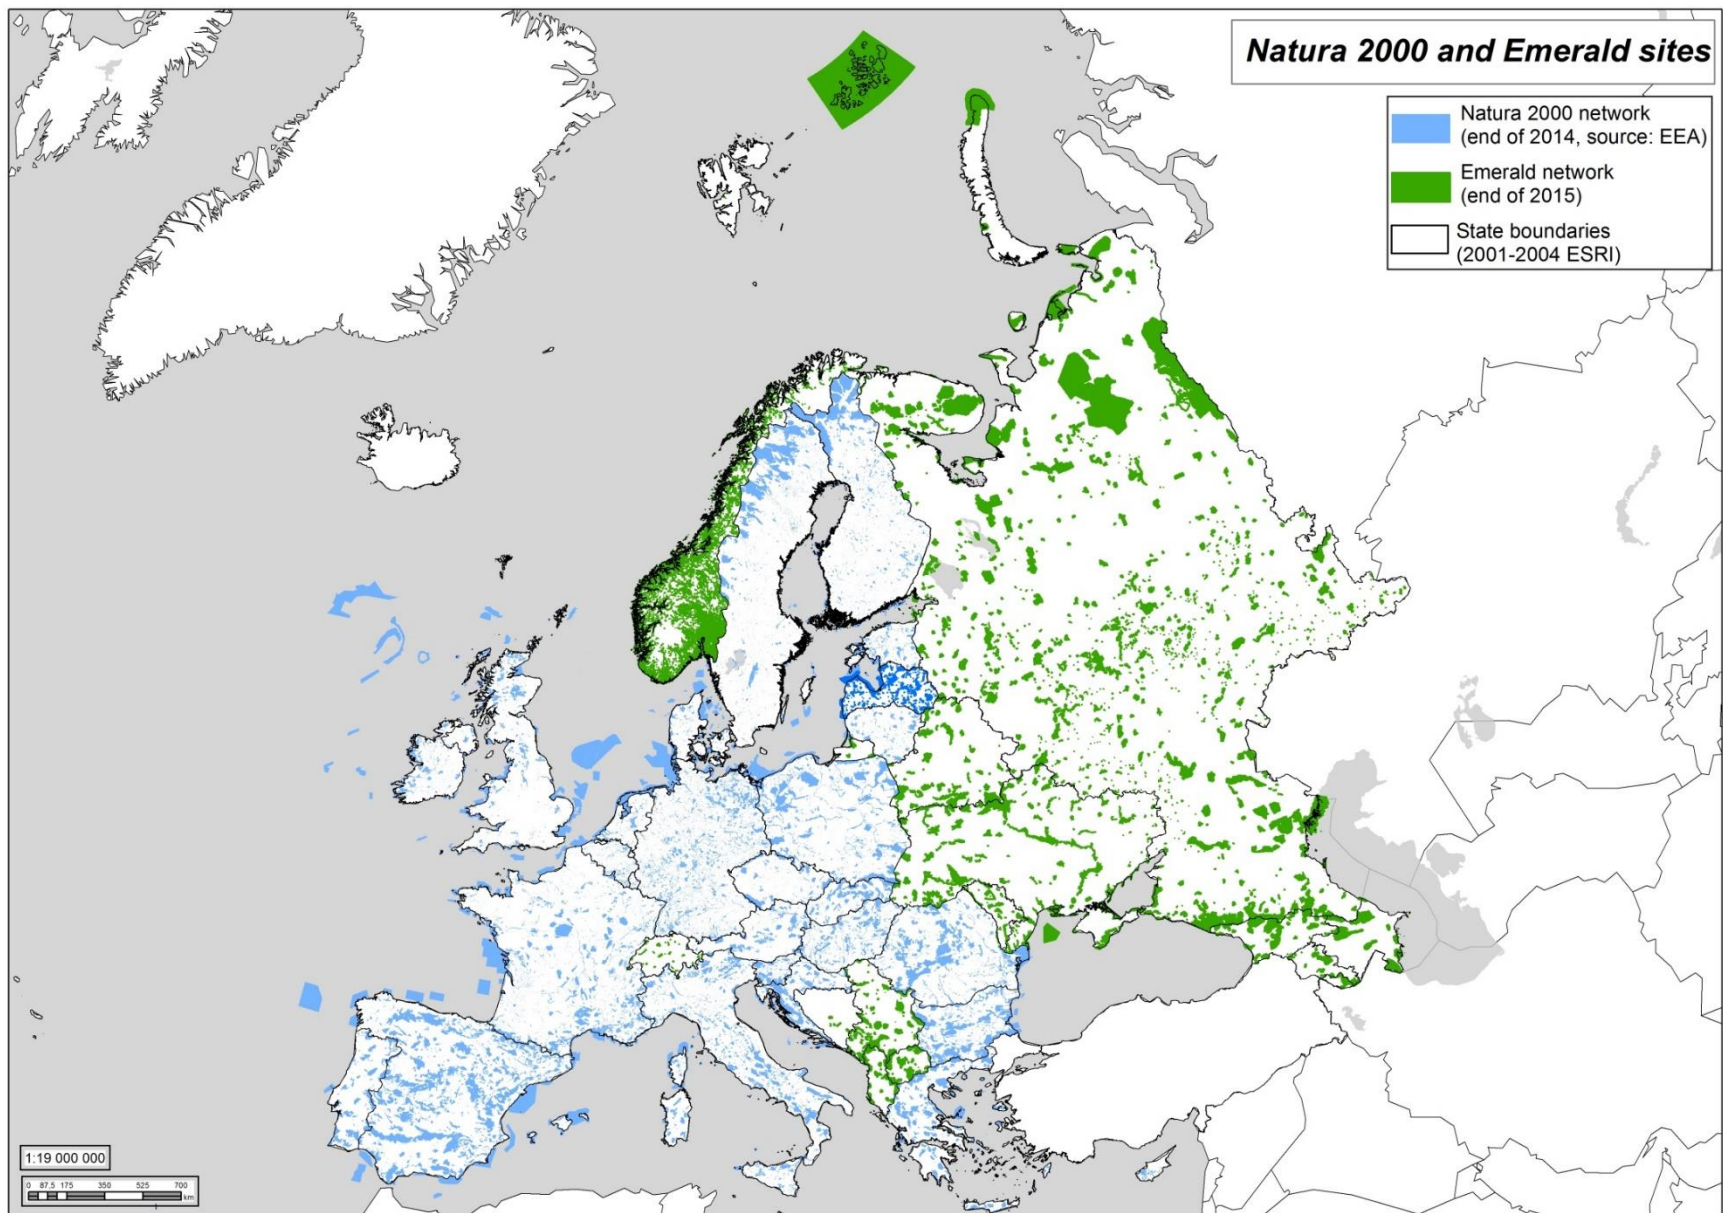 Natura 2000 and Emerald sites
Natura 2000 network
(end of 2014, source: EEA)
Emerald network
(end of 2015)
State boundaries
(2001-2004 ESRI)
1:19 000 000
0 87,5 175 350 525 700
km